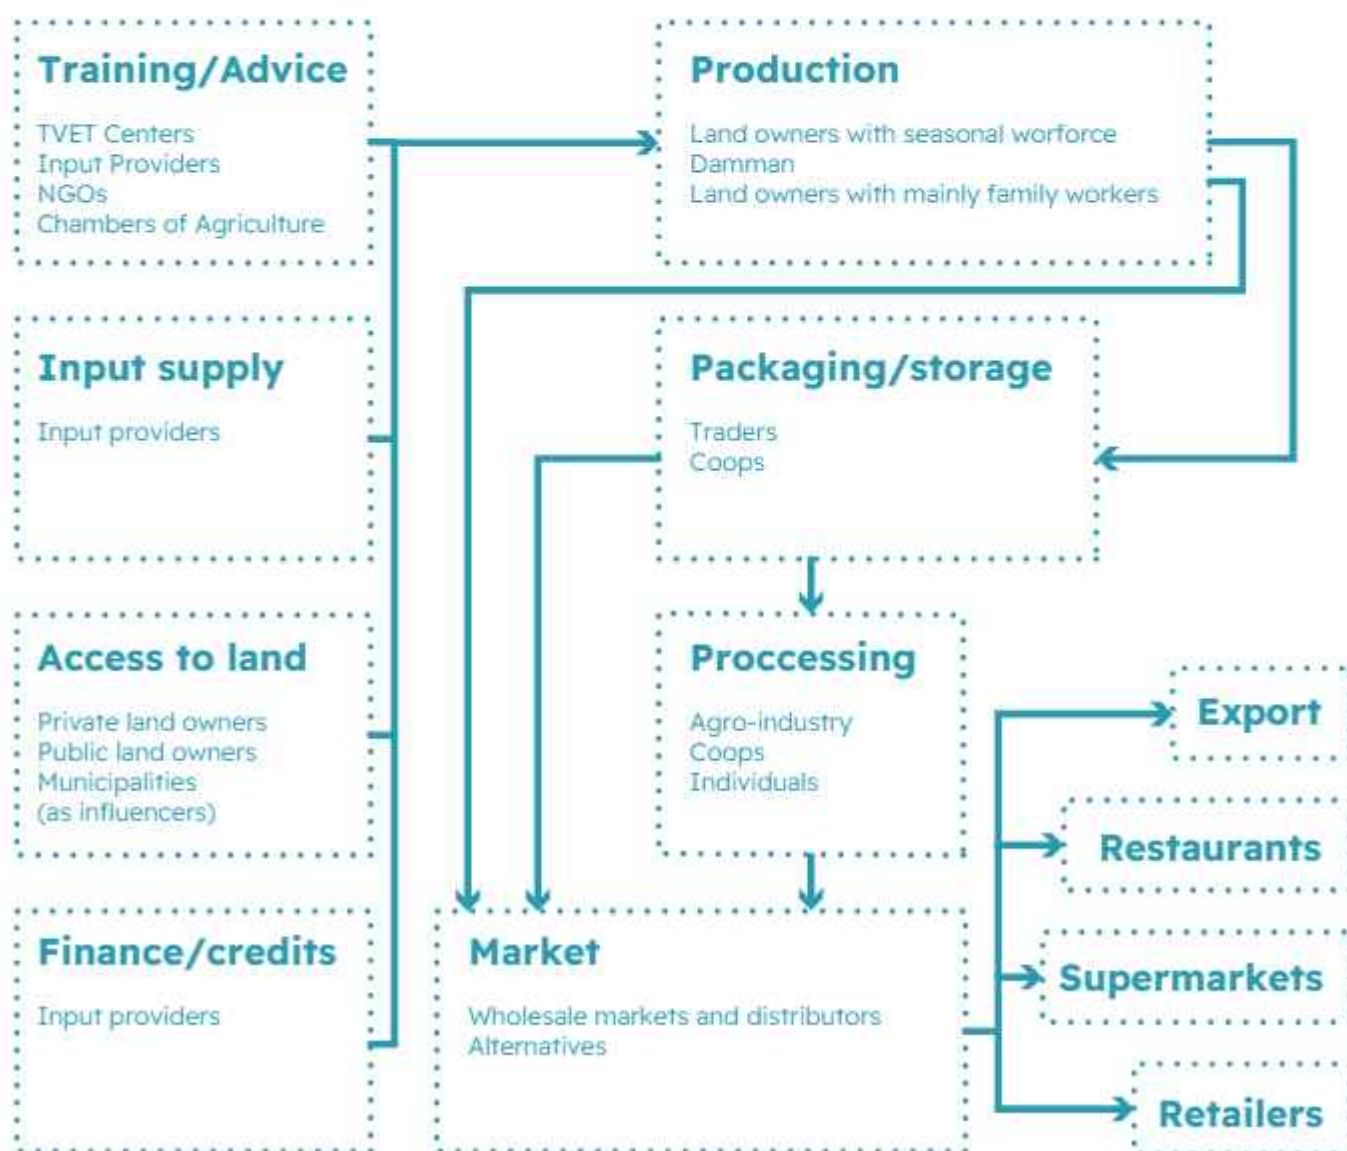 Training/Advice
TVET Centers
Input Providers
NGOs
Chambers of Agriculture
Production
Land owners with seasonal worforce
Damman
Land owners with mainly family workers
Input supply
Input providers
Packaging/storage
Traders
Coops
Access to land
Private land owners
Public land owners
Municipalities
(as influencers)
Proccessing
Agro-industry
Coops
Individuals
Finance/credits
Input providers
Market
Wholesale markets and distributors
Alternatives
Export
Restaurants
Supermarkets
Retailers